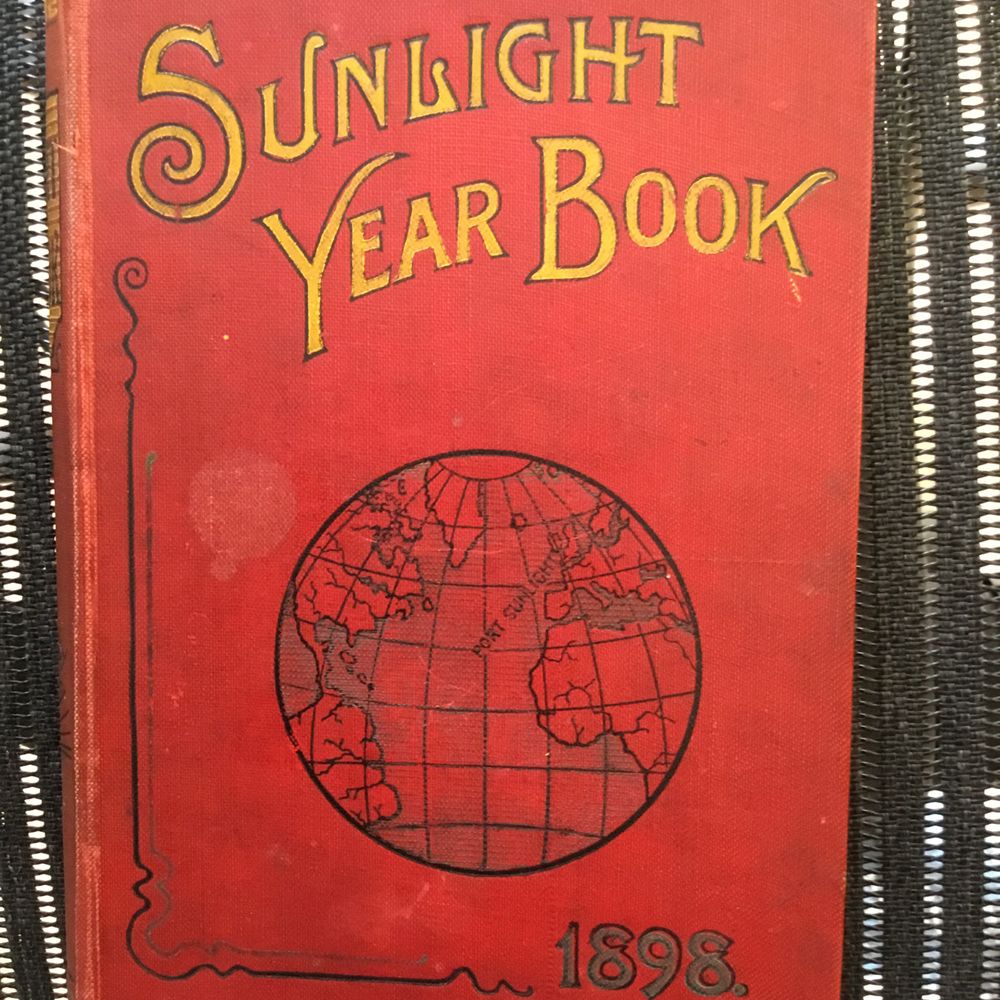 SUNLIGHT
YEAR BOOK
PORT SUNLIGHT
1898.